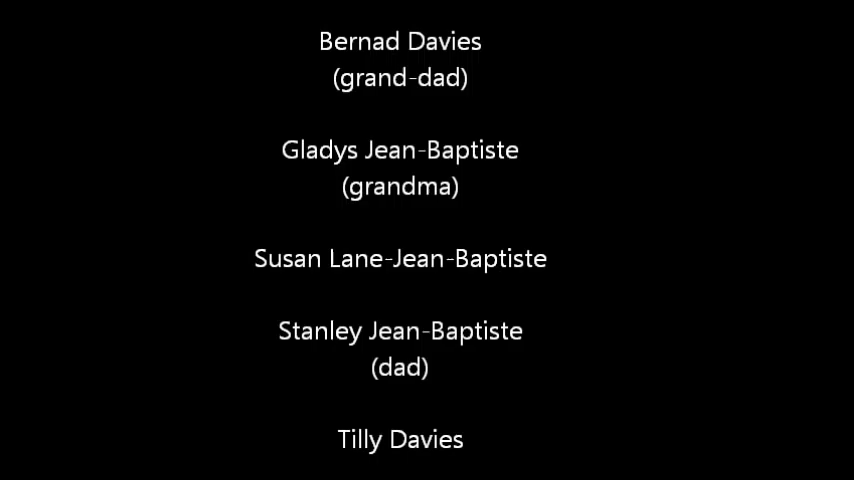 Bernad Davies
(grand-dad)
Gladys Jean-Baptiste
(grandma)
Susan Lane-Jean-Baptiste
Stanley Jean-Baptiste
(dad)
Tilly Davies